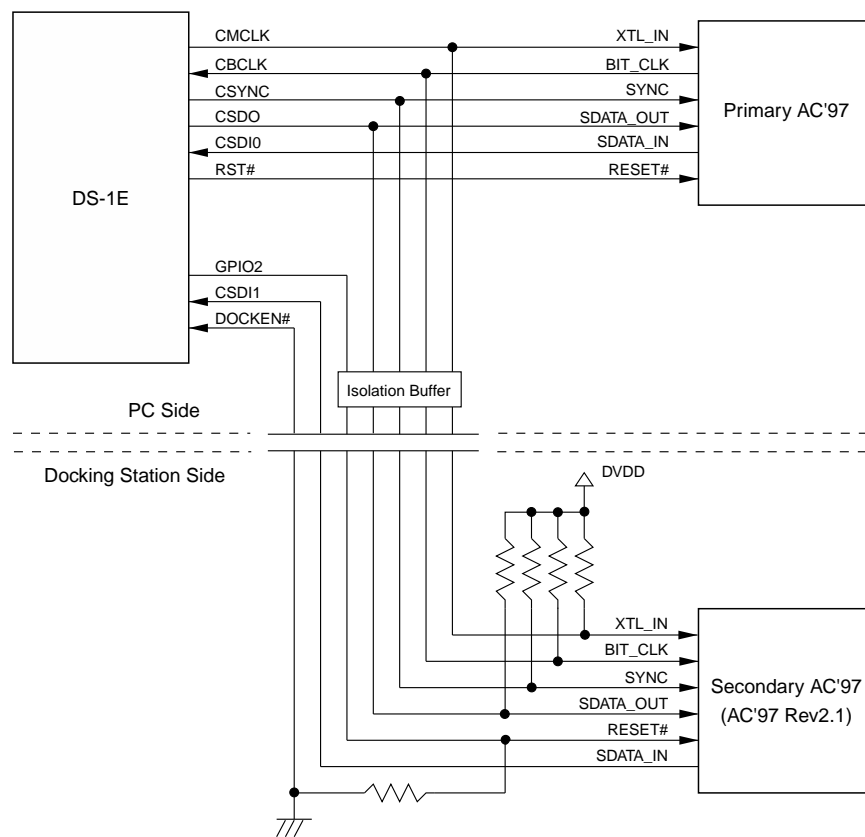 CMCLK
XTL_IN
CBCLK
BIT_CLK
CSYNC
SYNC
CSDO
SDATA_OUT
CSDI0
SDATA_IN
RST#
RESET#
Primary AC'97
DS-1E
GPIO2
CSDI1
DOCKEN#
Isolation Buffer
PC Side
Docking Station Side
DVDD
XTL_IN
BIT_CLK
SYNC
SDATA_OUT
RESET#
SDATA_IN
Secondary AC'97
(AC'97 Rev2.1)